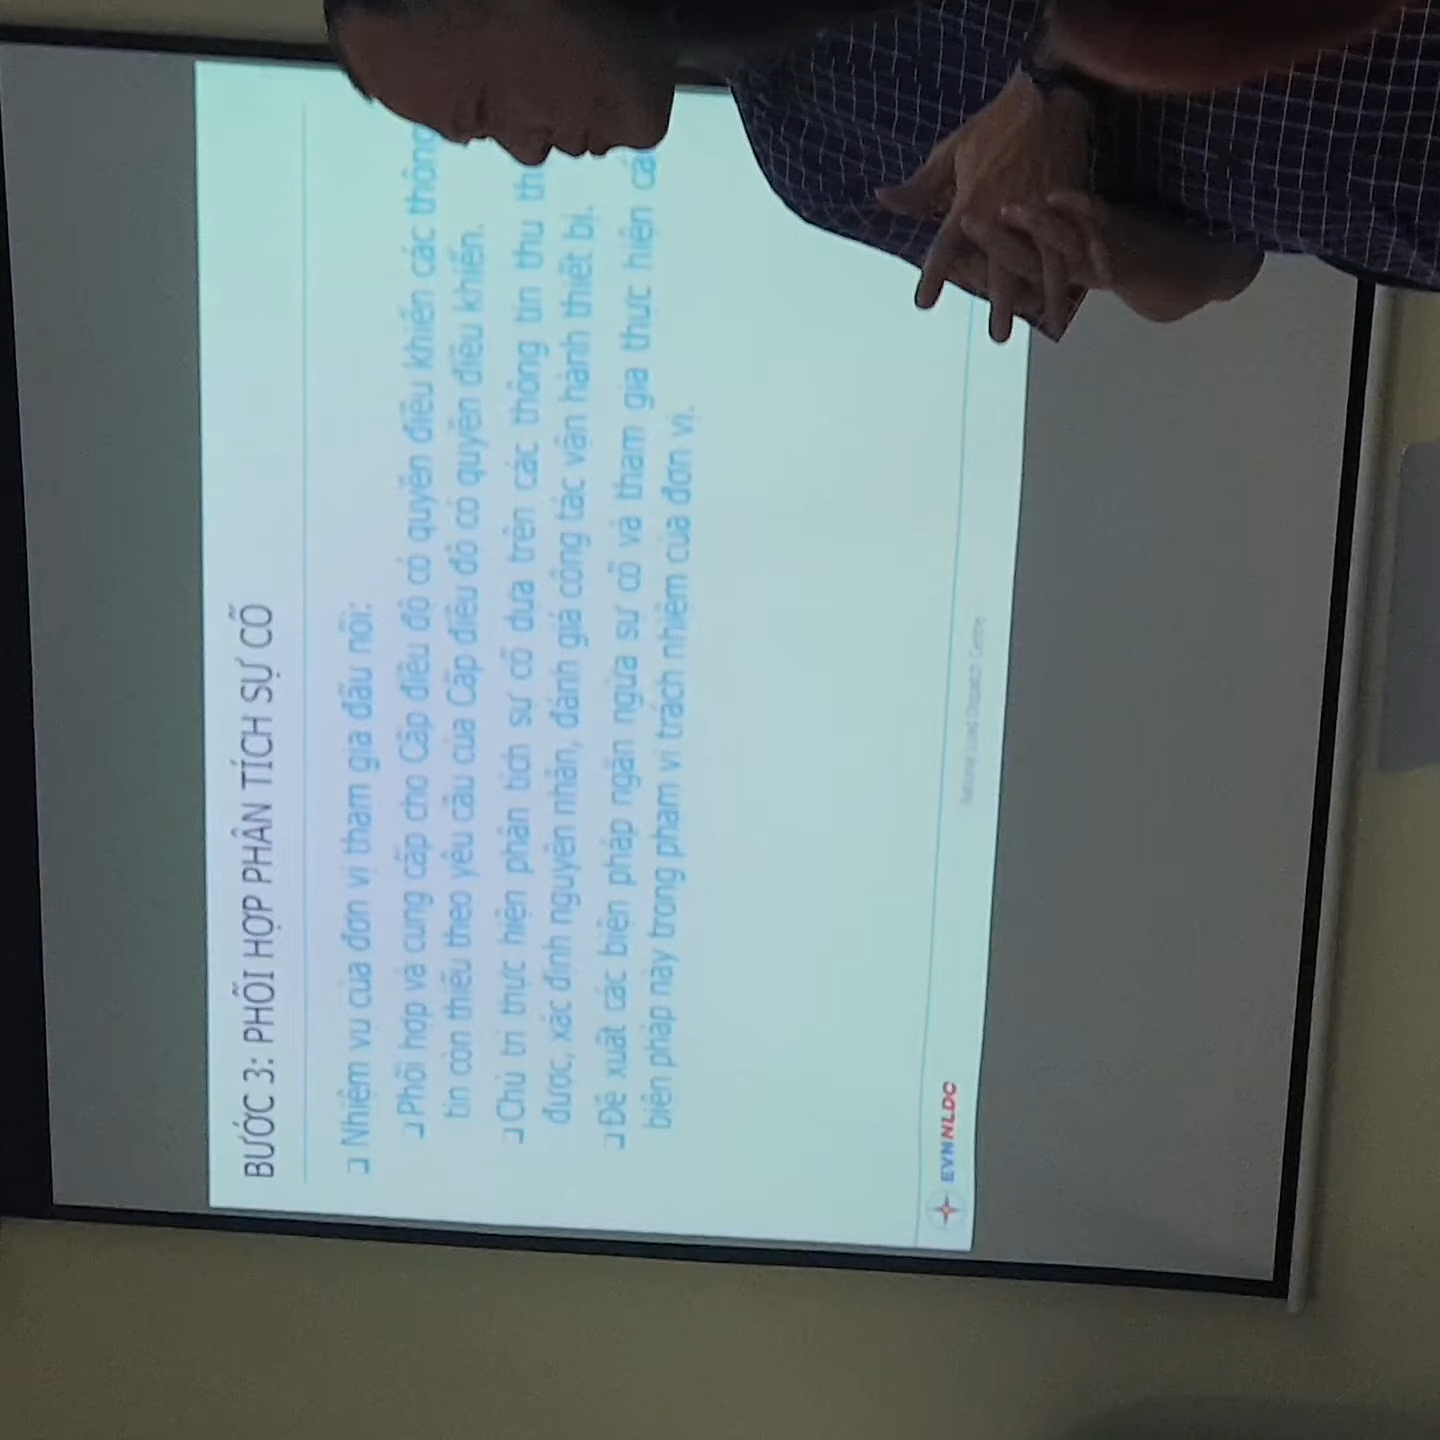 BƯỚC 3: PHỐI HỢP PHÂN TÍCH SỰ CỐ
❑ Nhiệm vụ của đơn vị tham gia đấu nối:
❑ Phối hợp và cung cấp cho Cấp điều độ có quyền điều khiển các thông
tin còn thiếu theo yêu cầu của Cấp điều độ có quyền điều khiển.
❑ Chủ trì thực hiện phân tích sự cố dựa trên các thông tin thu
được, xác định nguyên nhân, đánh giá công tác vận hành thiết bị.
❑ Đề xuất các biện pháp ngăn ngừa sự cố và tham gia thực hiện
biện pháp này trong phạm vi trách nhiệm của đơn vị.
EVNNLDC
National Load Dispatch Centre